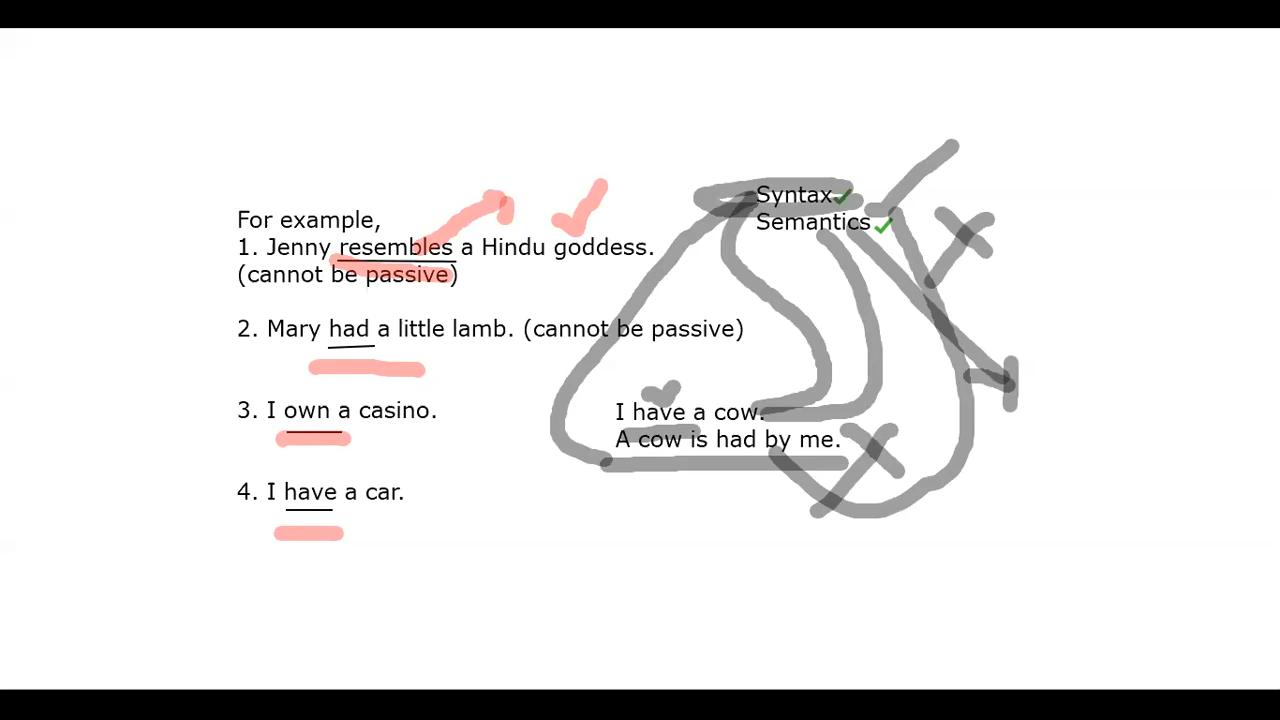 For example,
1. Jenny resembles a Hindu goddess.
(cannot be passive)
2. Mary had a little lamb. (cannot be passive)
3. I own a casino.
4. I have a car.
Syntax
Semantics
I have a cow.
A cow is had by me.